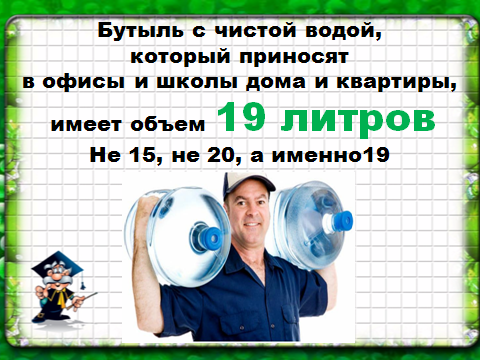 Бутыль с чистой водой,
который приносят
в офисы и школы дома и квартиры,
имеет объем 19 литров
Не 15, не 20, а именно19